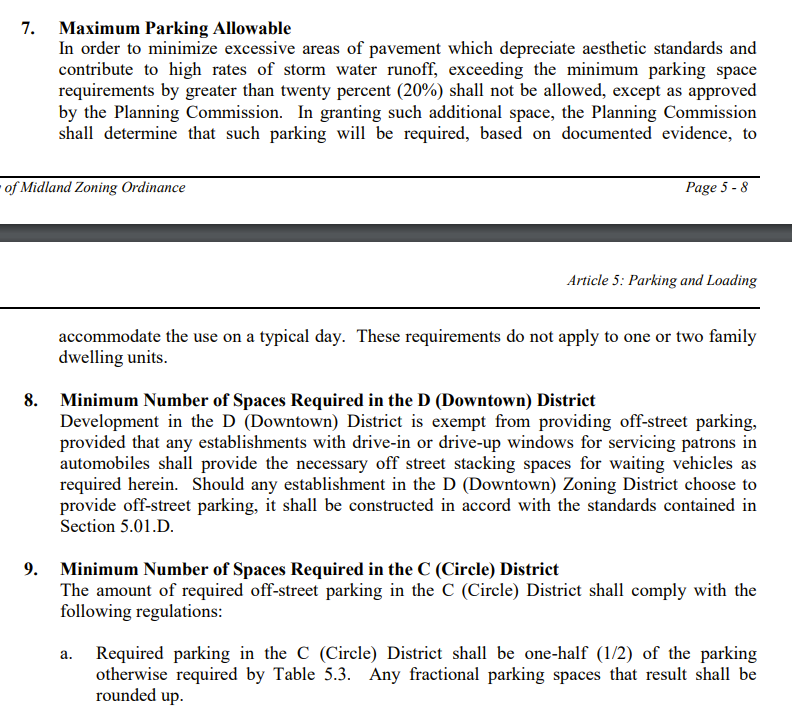 7. Maximum Parking Allowable
In order to minimize excessive areas of pavement which depreciate aesthetic standards and
contribute to high rates of storm water runoff, exceeding the minimum parking space
requirements by greater than twenty percent (20%) shall not be allowed, except as approved
by the Planning Commission. In granting such additional space, the Planning Commission
shall determine that such parking will be required, based on documented evidence, to
of Midland Zoning Ordinance Page 5 - 8
Article 5: Parking and Loading
accommodate the use on a typical day. These requirements do not apply to one or two family
dwelling units.
8. Minimum Number of Spaces Required in the D (Downtown) District
Development in the D (Downtown) District is exempt from providing off-street parking,
provided that any establishments with drive-in or drive-up windows for servicing patrons in
automobiles shall provide the necessary off street stacking spaces for waiting vehicles as
required herein. Should any establishment in the D (Downtown) Zoning District choose to
provide off-street parking, it shall be constructed in accord with the standards contained in
Section 5.01.D.
9. Minimum Number of Spaces Required in the C (Circle) District
The amount of required off-street parking in the C (Circle) District shall comply with the
following regulations:
a. Required parking in the C (Circle) District shall be one-half (1/2) of the parking
otherwise required by Table 5.3. Any fractional parking spaces that result shall be
rounded up.